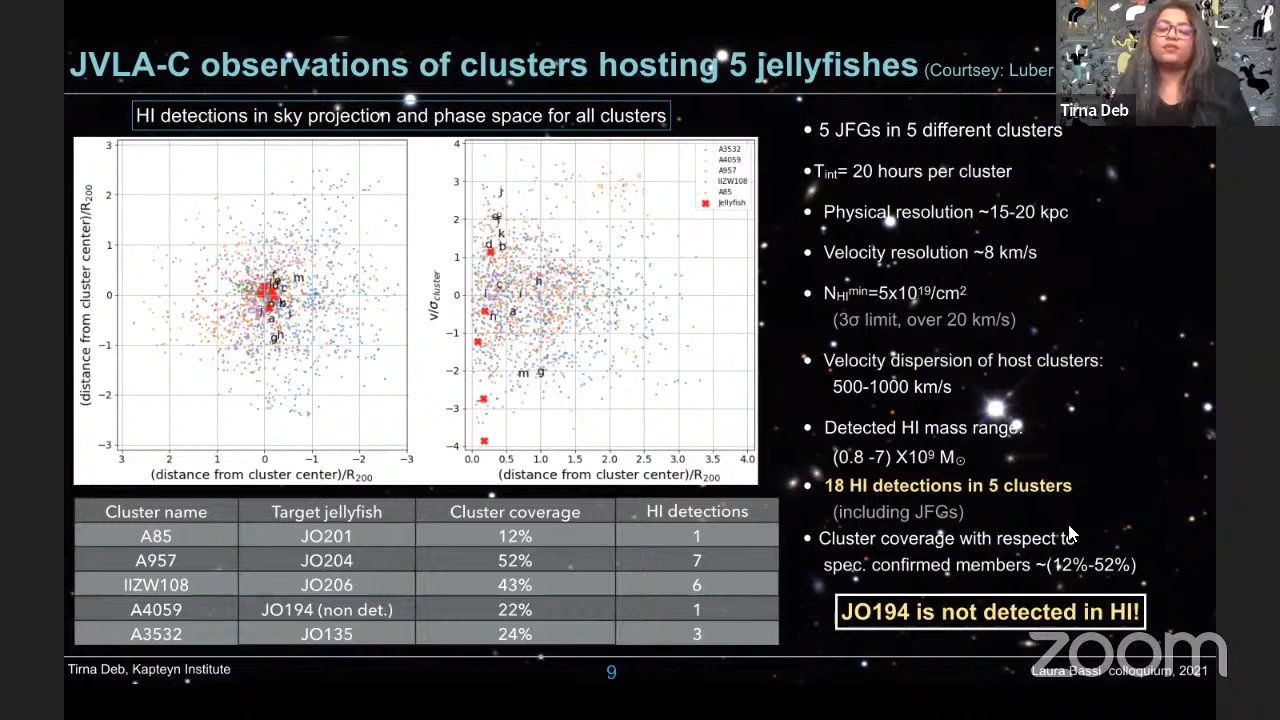 JVLA-C observations of clusters hosting 5 jellyfishes (Courtsey: Luber
Tirna Deb
HI detections in sky projection and phase space for all clusters
3
2
1
0
−1
−2
−3
(distance from cluster center)/R200
3 2 1 0 −1 −2 −3
(distance from cluster center)/R200
m
a
4
3
2
1
0
−1
−2
−3
−4
v/σcluster
0.0 0.5 1.0 1.5 2.0 2.5 3.0 3.5 4.0
(distance from cluster center)/R200
A3532
A4059
A957
IIZW108
A85
Jellyfish
j
k
d b
h
c
a
m g
• 5 JFGs in 5 different clusters
• Tint= 20 hours per cluster
• Physical resolution ~15-20 kpc
• Velocity resolution ~8 km/s
• NHImin=5x10¹⁹/cm²
(3σ limit, over 20 km/s)
• Velocity dispersion of host clusters:
500-1000 km/s
• Detected HI mass range:
(0.8 -7) X10⁹ M⊙
• 18 HI detections in 5 clusters
(including JFGs)
• Cluster coverage with respect to
spec. confirmed members ~(12%-52%)
JO194 is not detected in HI!
Cluster name Target jellyfish Cluster coverage HI detections
A85 JO201 12% 1
A957 JO204 52% 7
IIZW108 JO206 43% 6
A4059 JO194 (non det.) 22% 1
A3532 JO135 24% 3
zoom
Tirna Deb, Kapteyn Institute
9
Laura Bassi colloquium, 2021